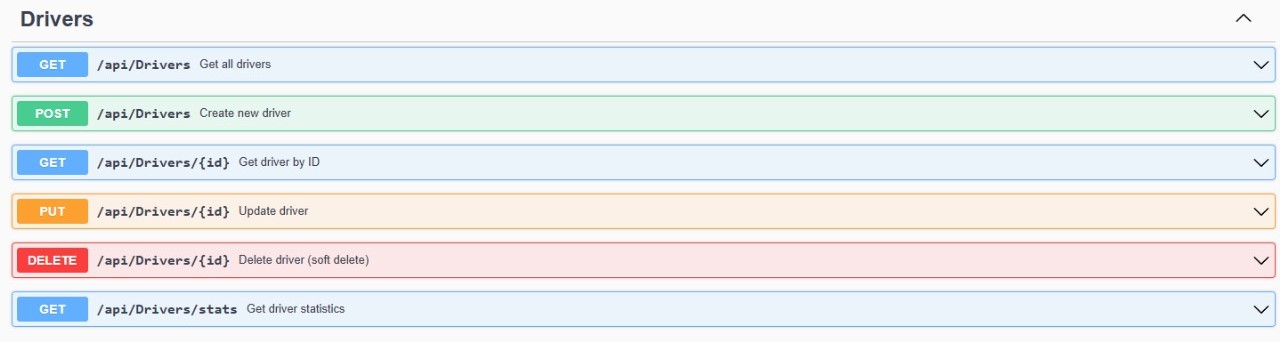 Drivers
GET /api/Drivers Get all drivers
POST /api/Drivers Create new driver
GET /api/Drivers/{id} Get driver by ID
PUT /api/Drivers/{id} Update driver
DELETE /api/Drivers/{id} Delete driver (soft delete)
GET /api/Drivers/stats Get driver statistics